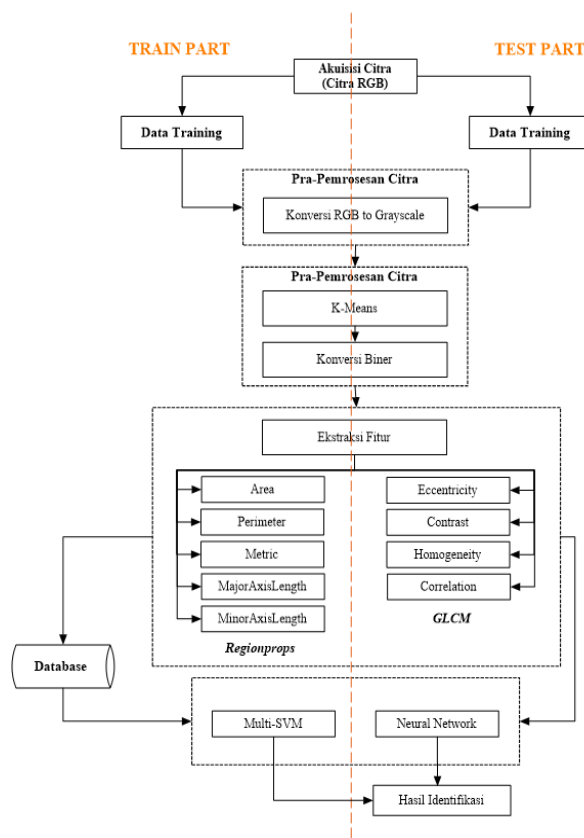 TRAIN PART
TEST PART
Akuisisi Citra
(Citra RGB)
Data Training
Data Training
Pra-Pemrosesan Citra
Konversi RGB to Grayscale
Pra-Pemrosesan Citra
K-Means
Konversi Biner
Ekstraksi Fitur
Area
Perimeter
Metric
MajorAxisLength
MinorAxisLength
Regionprops
Eccentricity
Contrast
Homogeneity
Correlation
GLCM
Database
Multi-SVM
Neural Network
Hasil Identifikasi